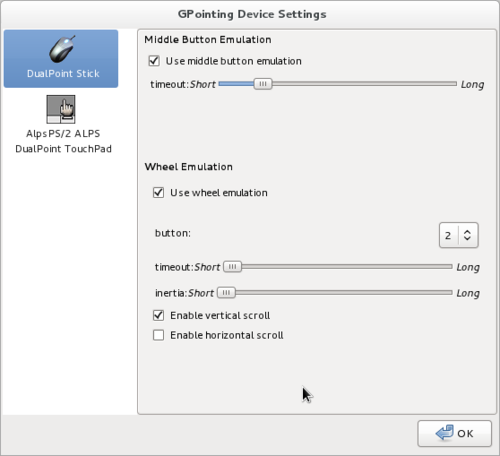 GPointing Device Settings
DualPoint Stick
AlpsPS/2 ALPS
DualPoint TouchPad
Middle Button Emulation
Use middle button emulation
timeout: Short Long
Wheel Emulation
Use wheel emulation
button: 2
timeout: Short Long
inertia: Short Long
Enable vertical scroll
Enable horizontal scroll
OK